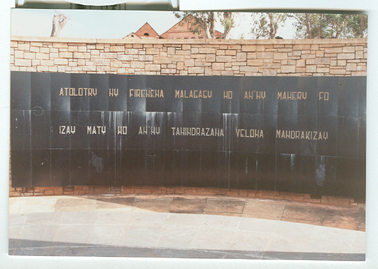 ATOLOTRY NY FIRENENA MALAGASY HO AN'NY MAHERY FO
IZAY MATY HO AN'NY TANINDRAZANA VELONA MANDRAKIZAY